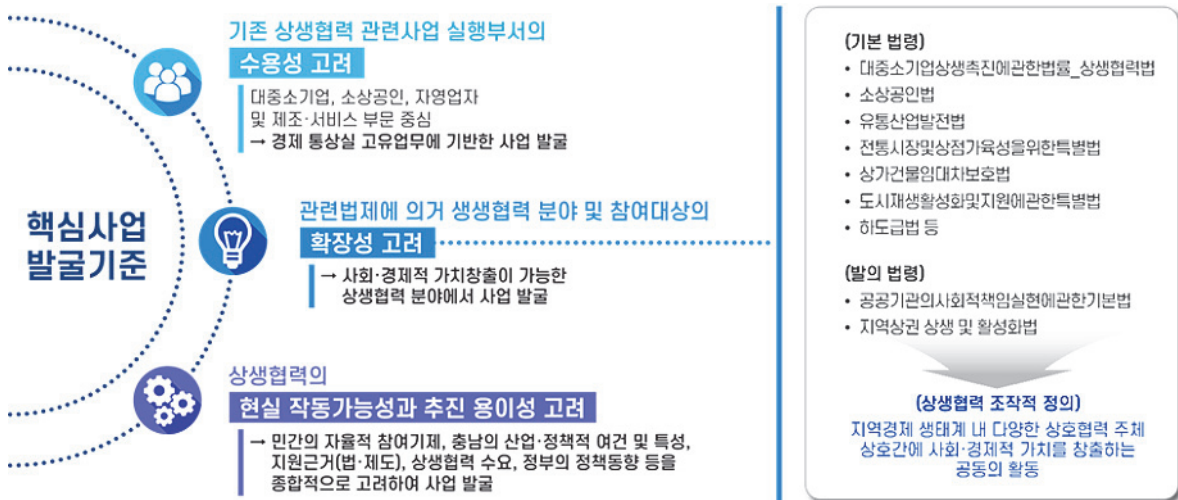 핵심사업
발굴기준
기존 상생협력 관련사업 실행부서의
수용성 고려
대중소기업, 소상공인, 자영업자
및 제조·서비스 부문 중심
→ 경제 통상실 고유업무에 기반한 사업 발굴
관련법제에 의거 생생협력 분야 및 참여대상의
확장성 고려
→ 사회·경제적 가치창출이 가능한
상생협력 분야에서 사업 발굴
상생협력의
현실 작동가능성과 추진 용이성 고려
→ 민간의 자율적 참여기제, 충남의 산업·정책적 여건 및 특성,
지원근거(법·제도), 상생협력 수요, 정부의 정책동향 등을
종합적으로 고려하여 사업 발굴
(기본 법령)
• 대중소기업상생촉진에관한법률_상생협력법
• 소상공인법
• 유통산업발전법
• 전통시장및상점가육성을위한특별법
• 상가건물임대차보호법
• 도시재생활성화및지원에관한특별법
• 하도급법 등
(발의 법령)
• 공공기관의사회적책임실현에관한기본법
• 지역상권 상생 및 활성화법
(상생협력 조작적 정의)
지역경제 생태계 내 다양한 상호협력 주체
상호간에 사회·경제적 가치를 창출하는
공동의 활동